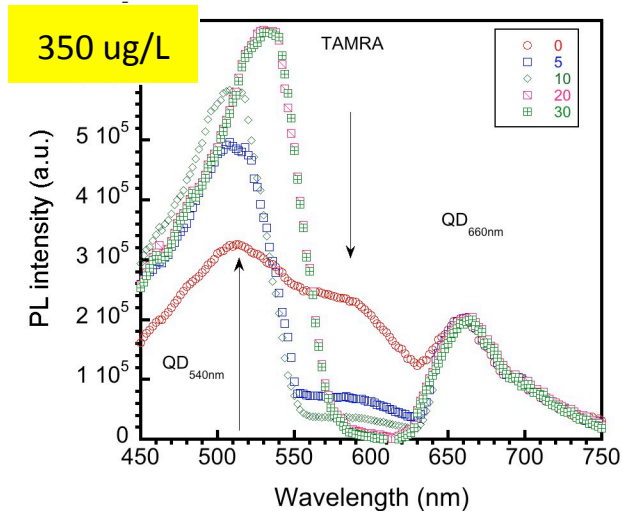 350 ug/L
TAMRA
0
5
10
20
30
5 10⁵
4 10⁵
3 10⁵
2 10⁵
1 10⁵
0
PL intensity (a.u.)
QD₆₆₀ₙₘ
QD₅₄₀ₙₘ
450 500 550 600 650 700 750
Wavelength (nm)